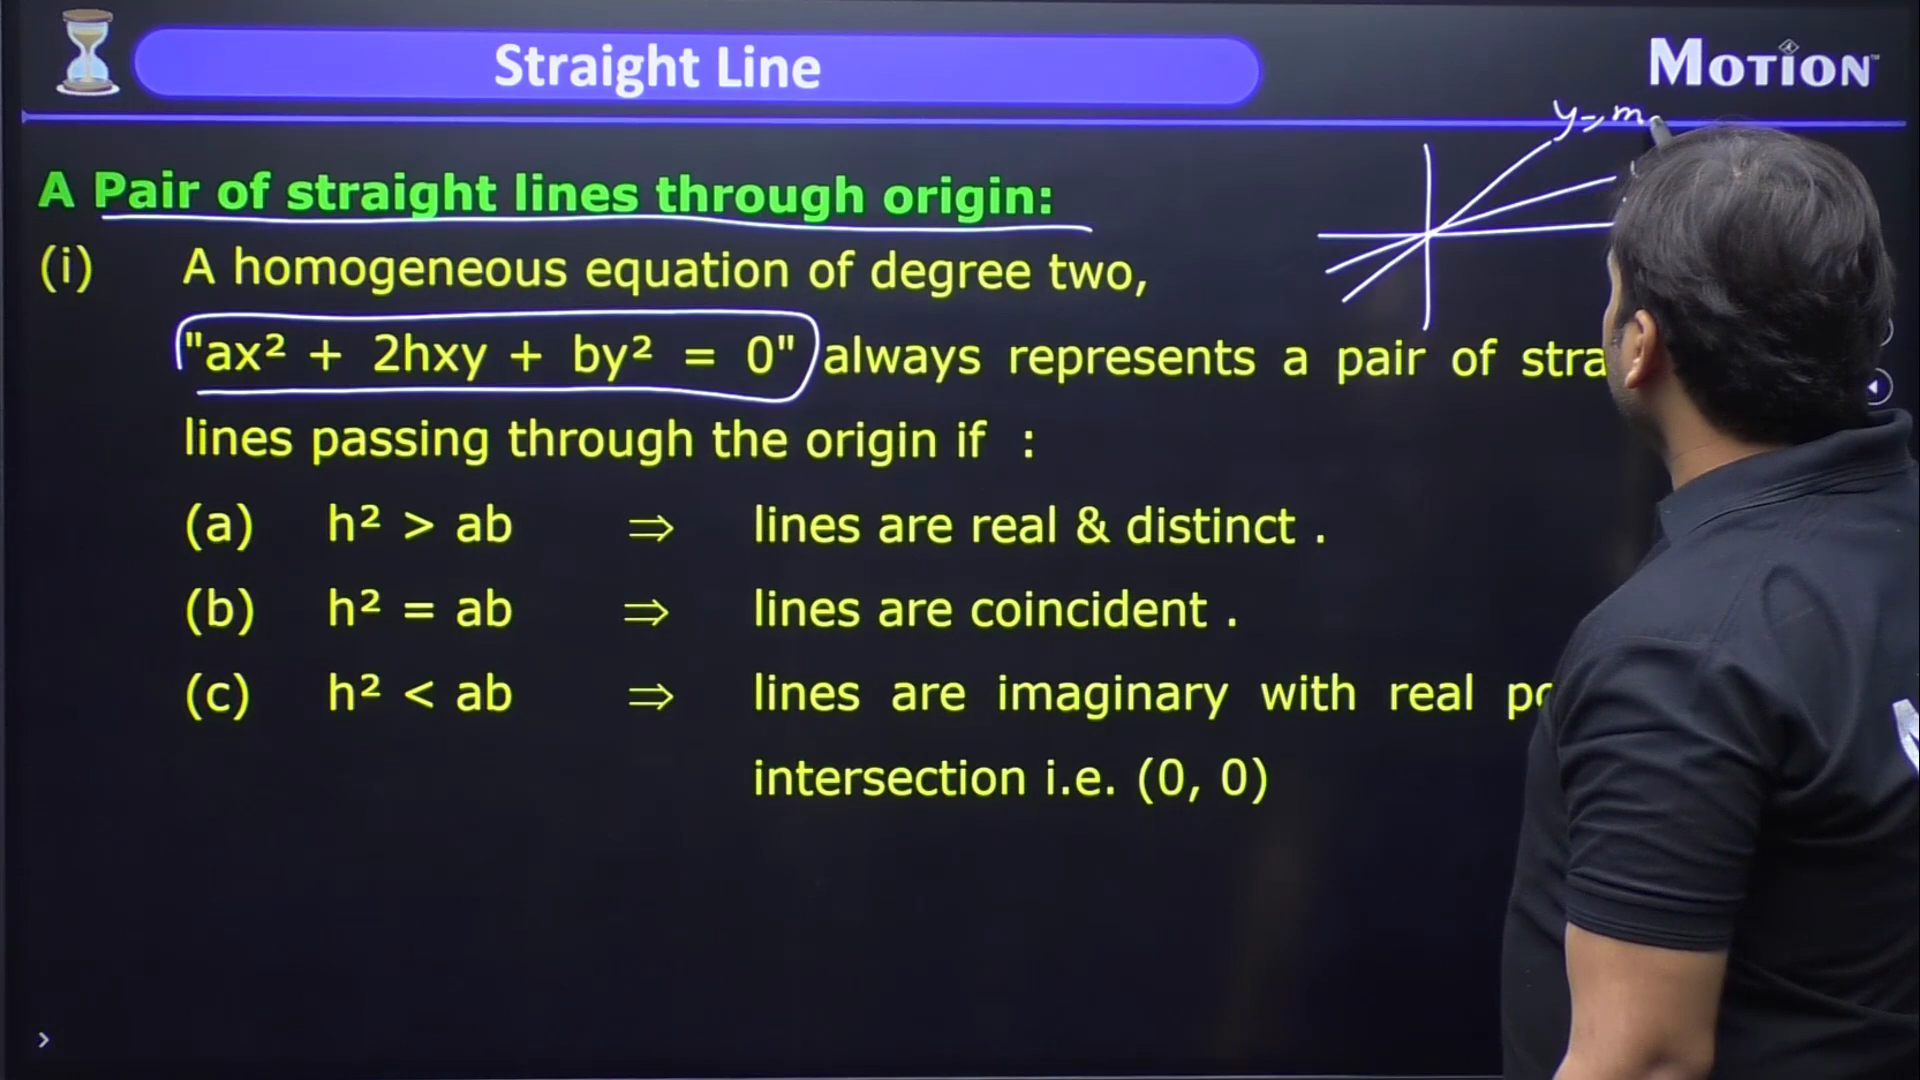 Straight Line
MOTION
y=m
A Pair of straight lines through origin:
(i) A homogeneous equation of degree two,
"ax² + 2hxy + by² = 0" always represents a pair of
lines passing through the origin if :
(a) h² > ab ⇒ lines are real & distinct .
(b) h² = ab ⇒ lines are coincident .
(c) h² < ab ⇒ lines are imaginary with real
intersection i.e. (0, 0)